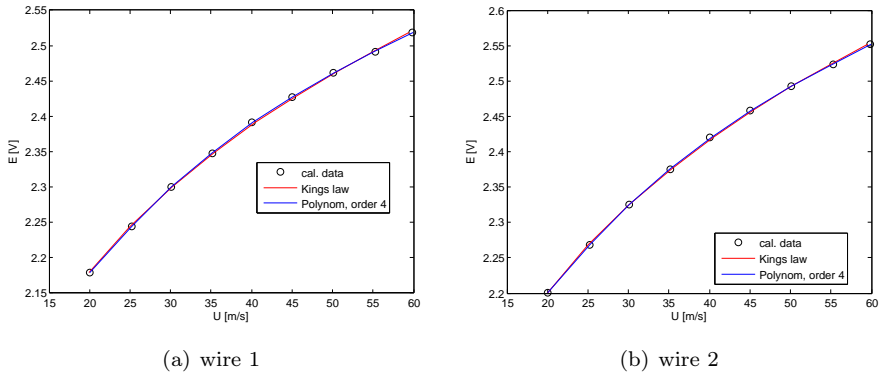 2.55
2.5
2.45
2.4
2.35
2.3
2.25
2.2
2.15
E [V]
15 20 25 30 35 40 45 50 55 60
U [m/s]
cal. data
Kings law
Polynom, order 4
(a) wire 1
2.6
2.55
2.5
2.45
2.4
2.35
2.3
2.25
2.2
E [V]
15 20 25 30 35 40 45 50 55 60
U [m/s]
cal. data
Kings law
Polynom, order 4
(b) wire 2